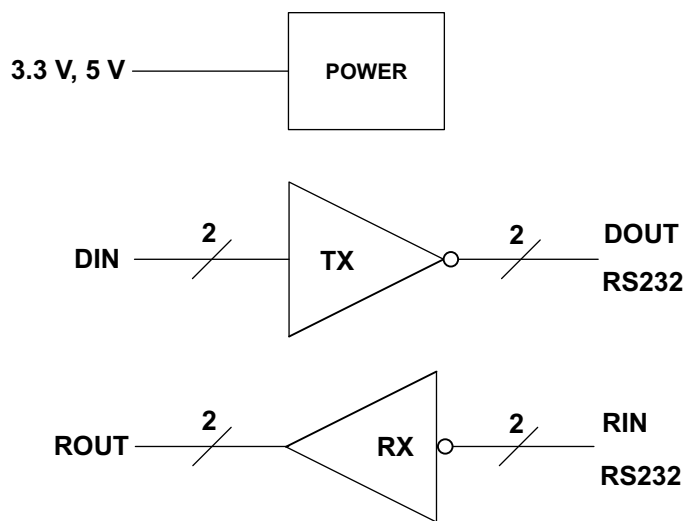 3.3 V, 5 V
POWER
2
2
DOUT
DIN
TX
RS232
2
2
RIN
ROUT
RX
RS232